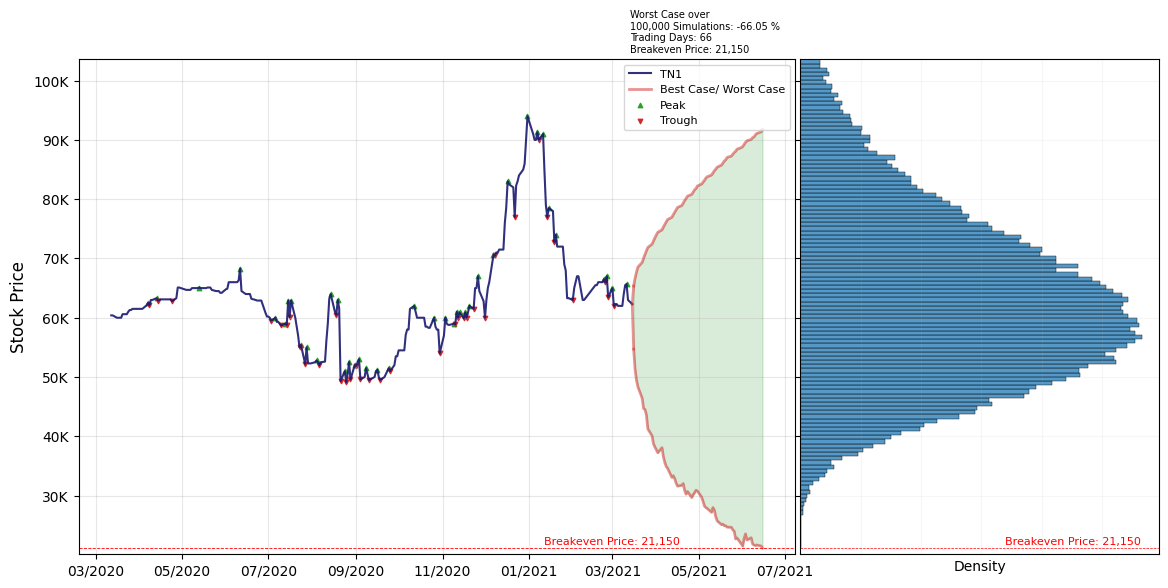 Worst Case over
100,000 Simulations: -66.05 %
Trading Days: 66
Breakeven Price: 21,150
TN1
Best Case/ Worst Case
Peak
Trough
100K
90K
80K
70K
60K
50K
40K
30K
Stock Price
Breakeven Price: 21,150
Breakeven Price: 21,150
03/2020 05/2020 07/2020 09/2020 11/2020 01/2021 03/2021 05/2021 07/2021
Density